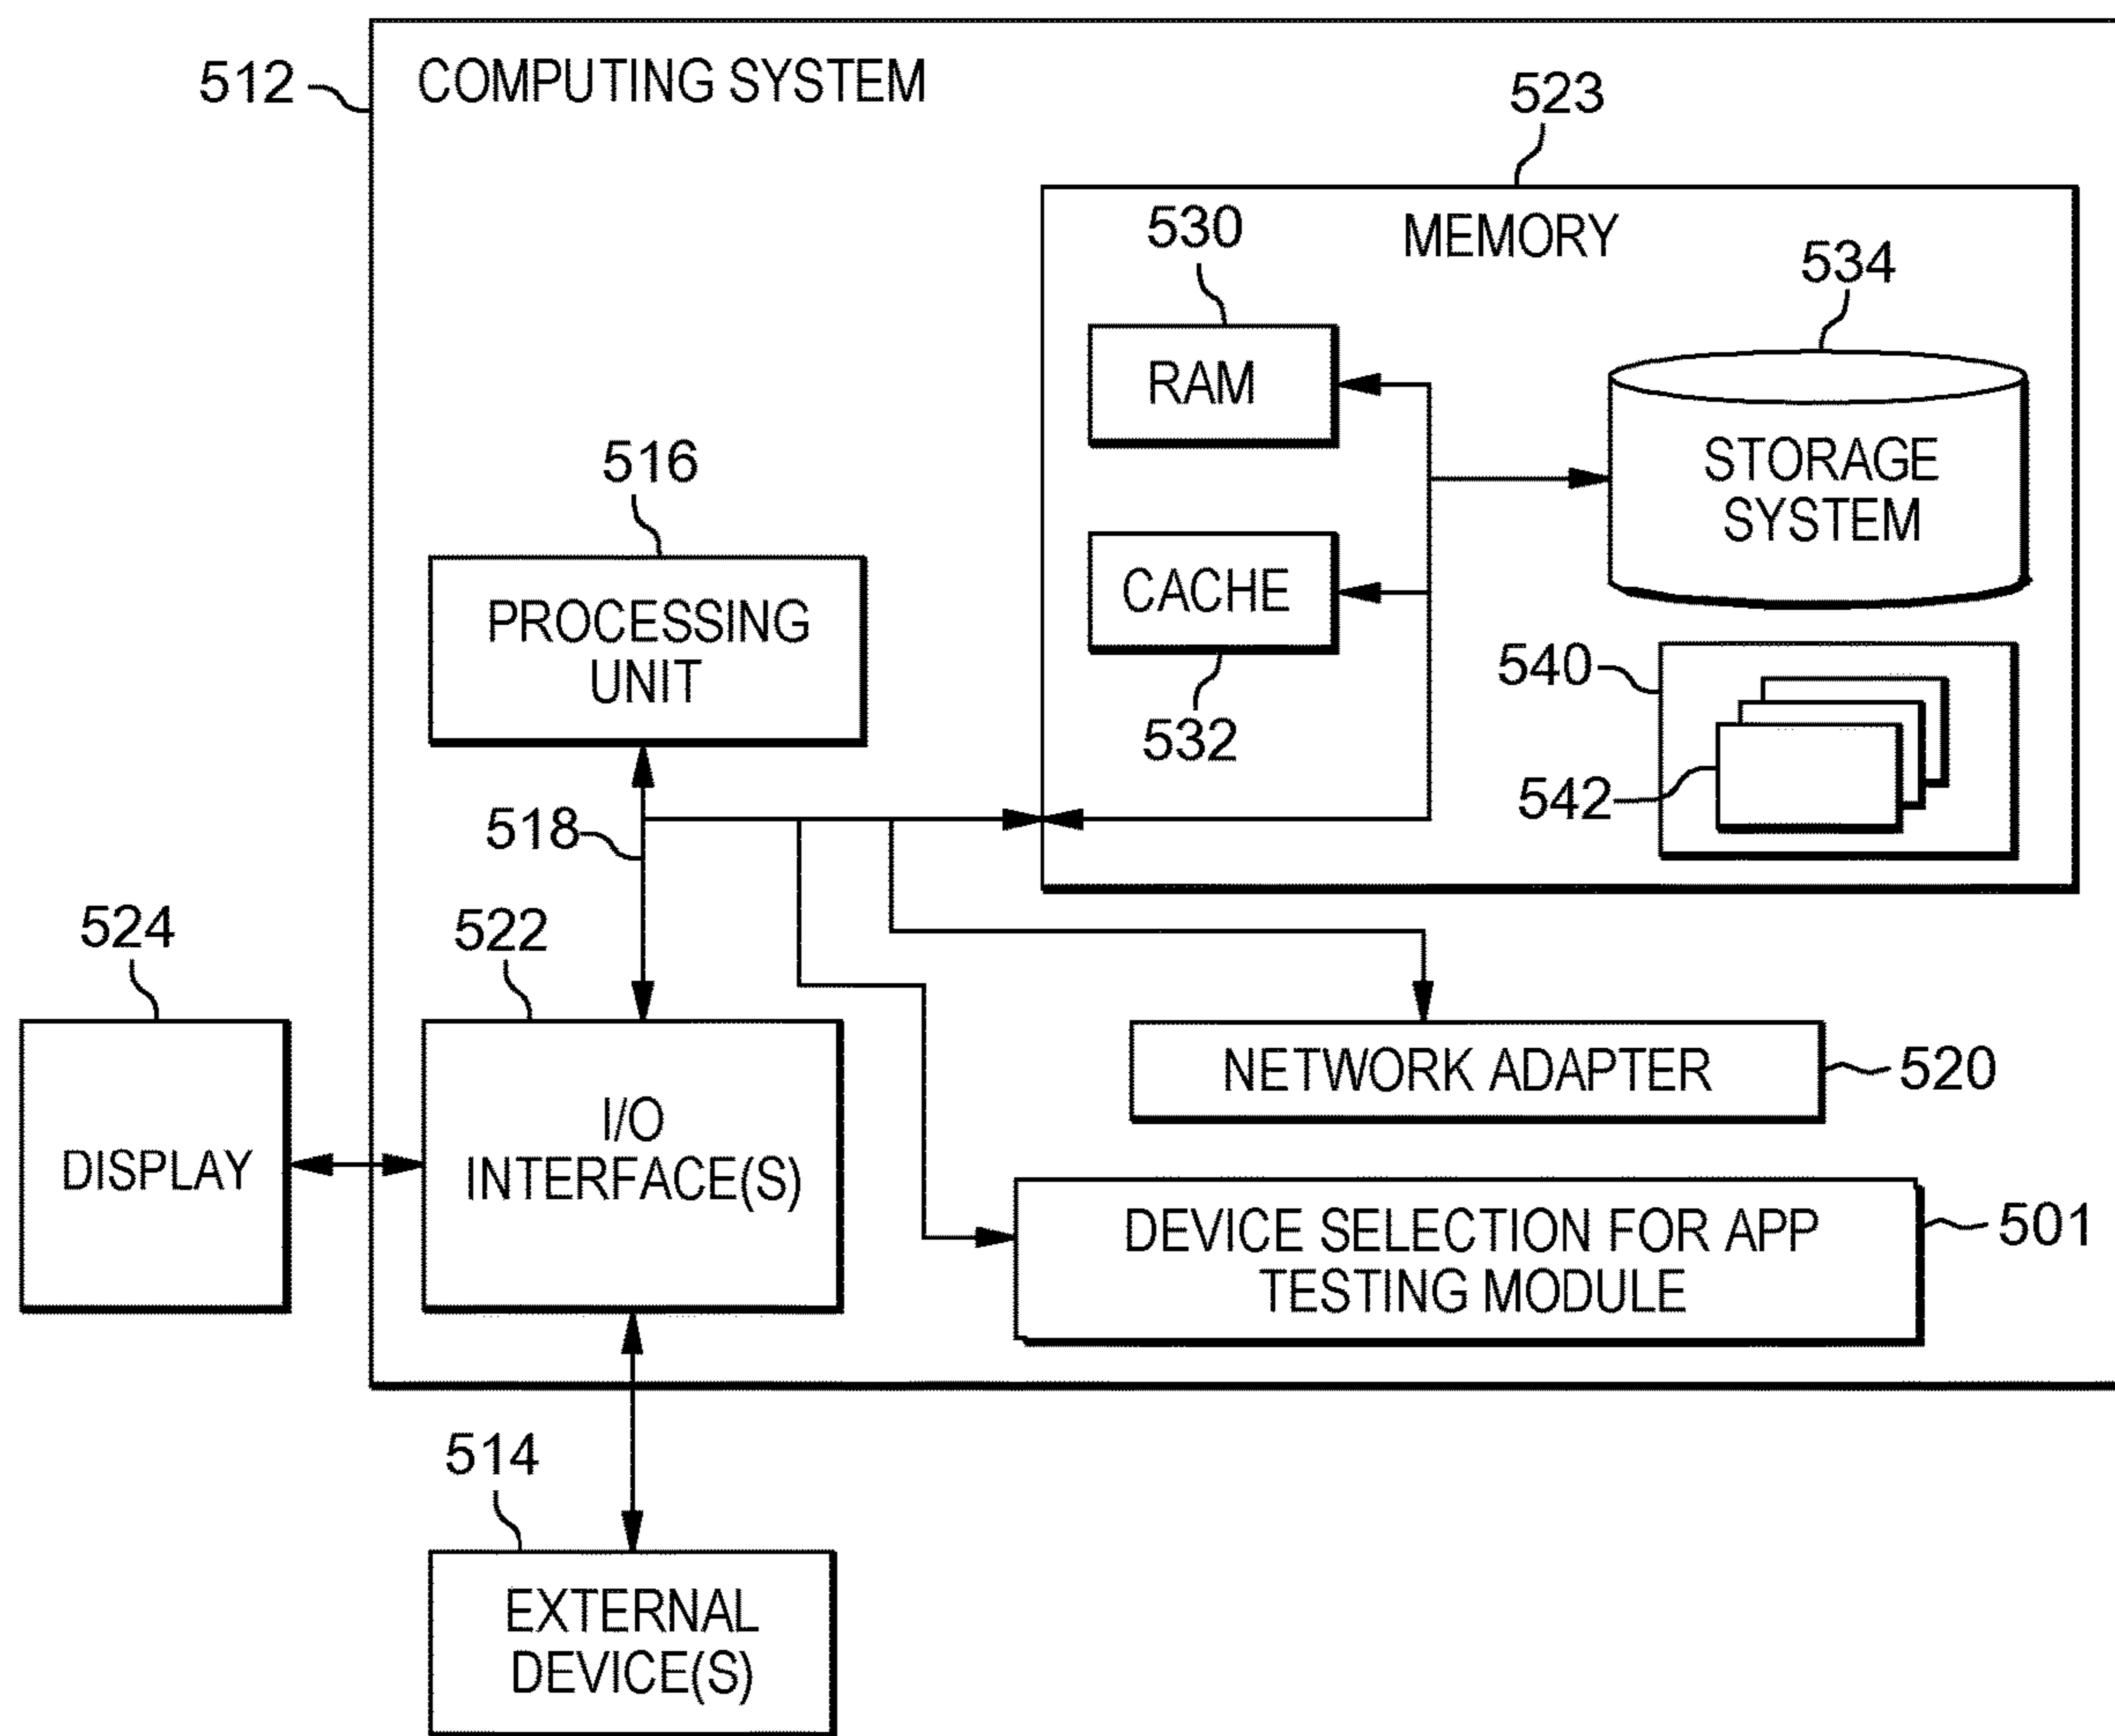 512
COMPUTING SYSTEM
523
530
MEMORY
534
RAM
STORAGE
SYSTEM
516
CACHE
PROCESSING
UNIT
532
540
542
518
524
522
NETWORK ADAPTER
520
DISPLAY
I/O
INTERFACE(S)
DEVICE SELECTION FOR APP
TESTING MODULE
501
514
EXTERNAL
DEVICE(S)